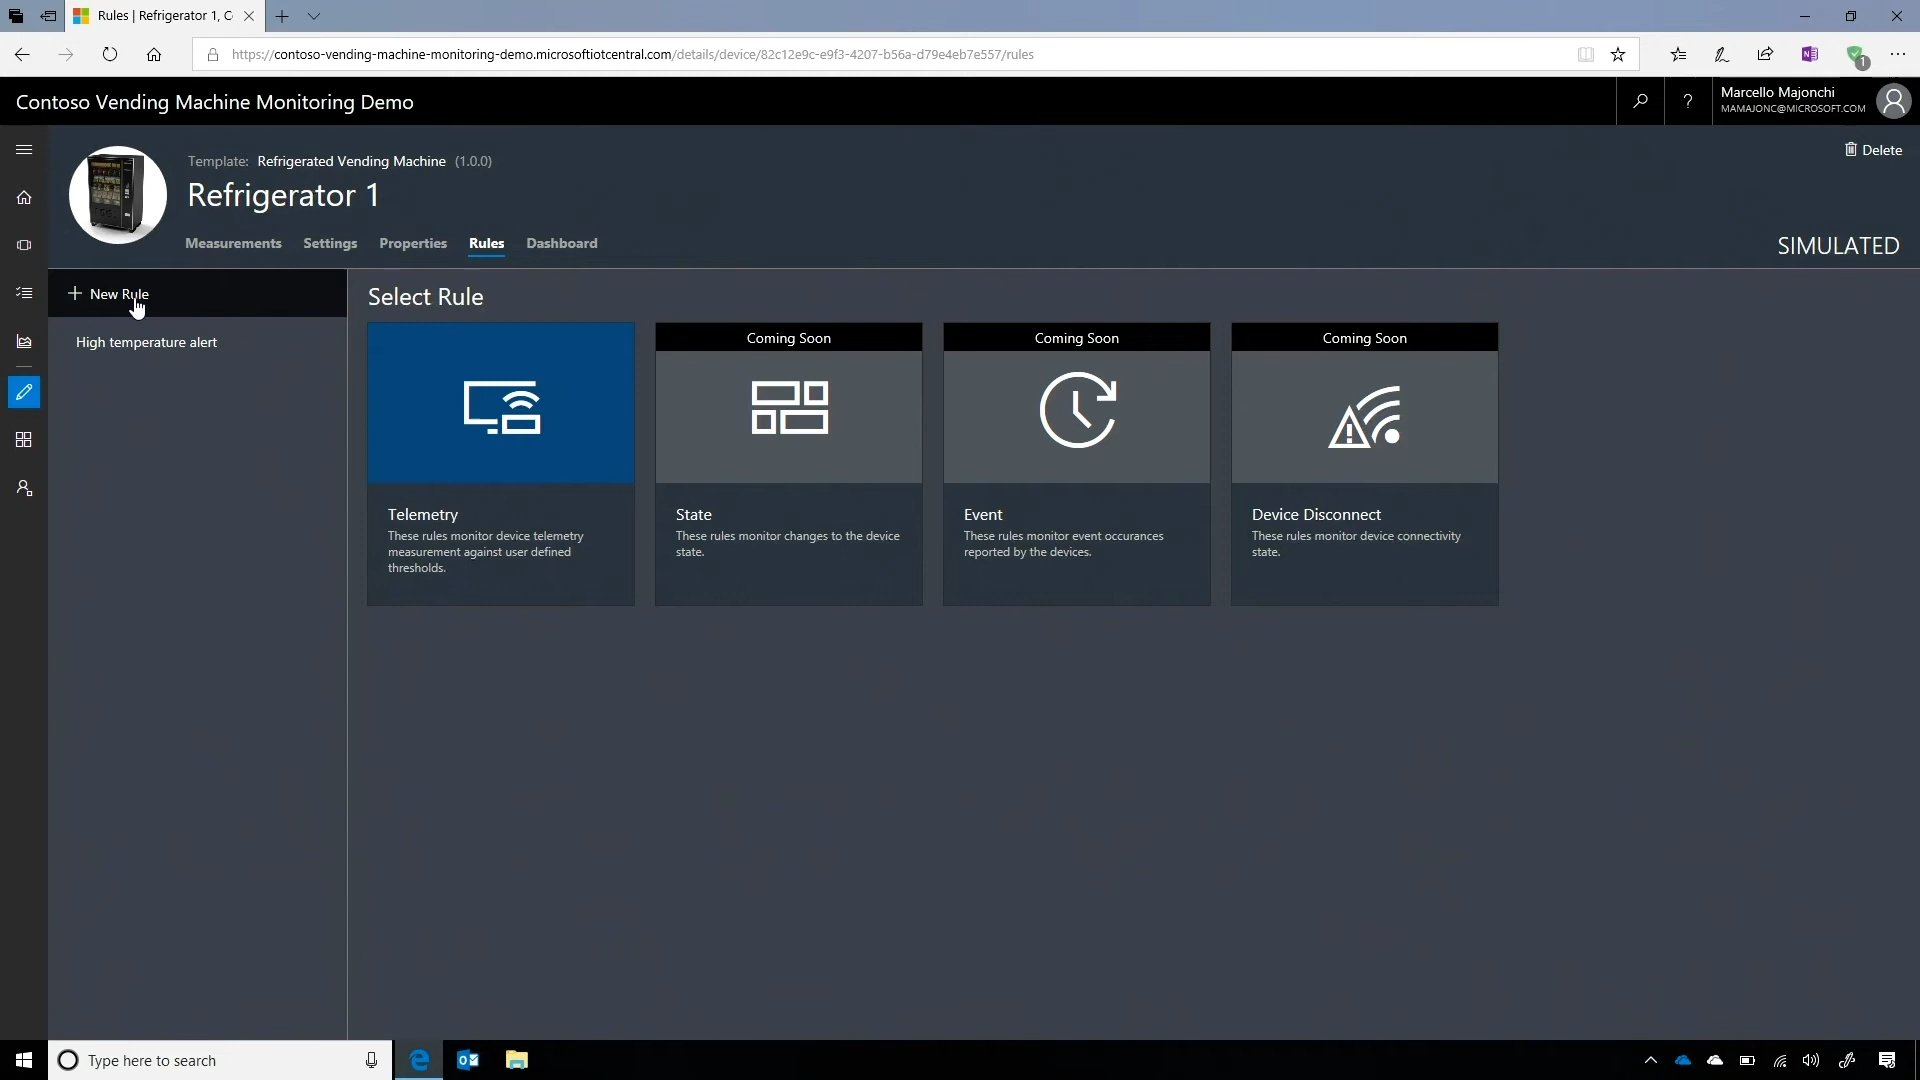 Rules | Refrigerator 1, C
https://contoso-vending-machine-monitoring-demo.microsoftiotcentral.com/details/device/82c12e9c-e9f3-4207-b56a-d79e4eb7e557/rules
1
Contoso Vending Machine Monitoring Demo
?
Marcello Majonchi
MAMAJONC@MICROSOFT.COM
Template: Refrigerated Vending Machine (1.0.0)
Delete
Refrigerator 1
Measurements Settings Properties Rules Dashboard
SIMULATED
New Rule
High temperature alert
Select Rule
Telemetry
These rules monitor device telemetry
measurement against user defined
thresholds.
Coming Soon
State
These rules monitor changes to the device
state.
Coming Soon
Event
These rules monitor event occurances
reported by the devices.
Coming Soon
Device Disconnect
These rules monitor device connectivity
state.
Type here to search